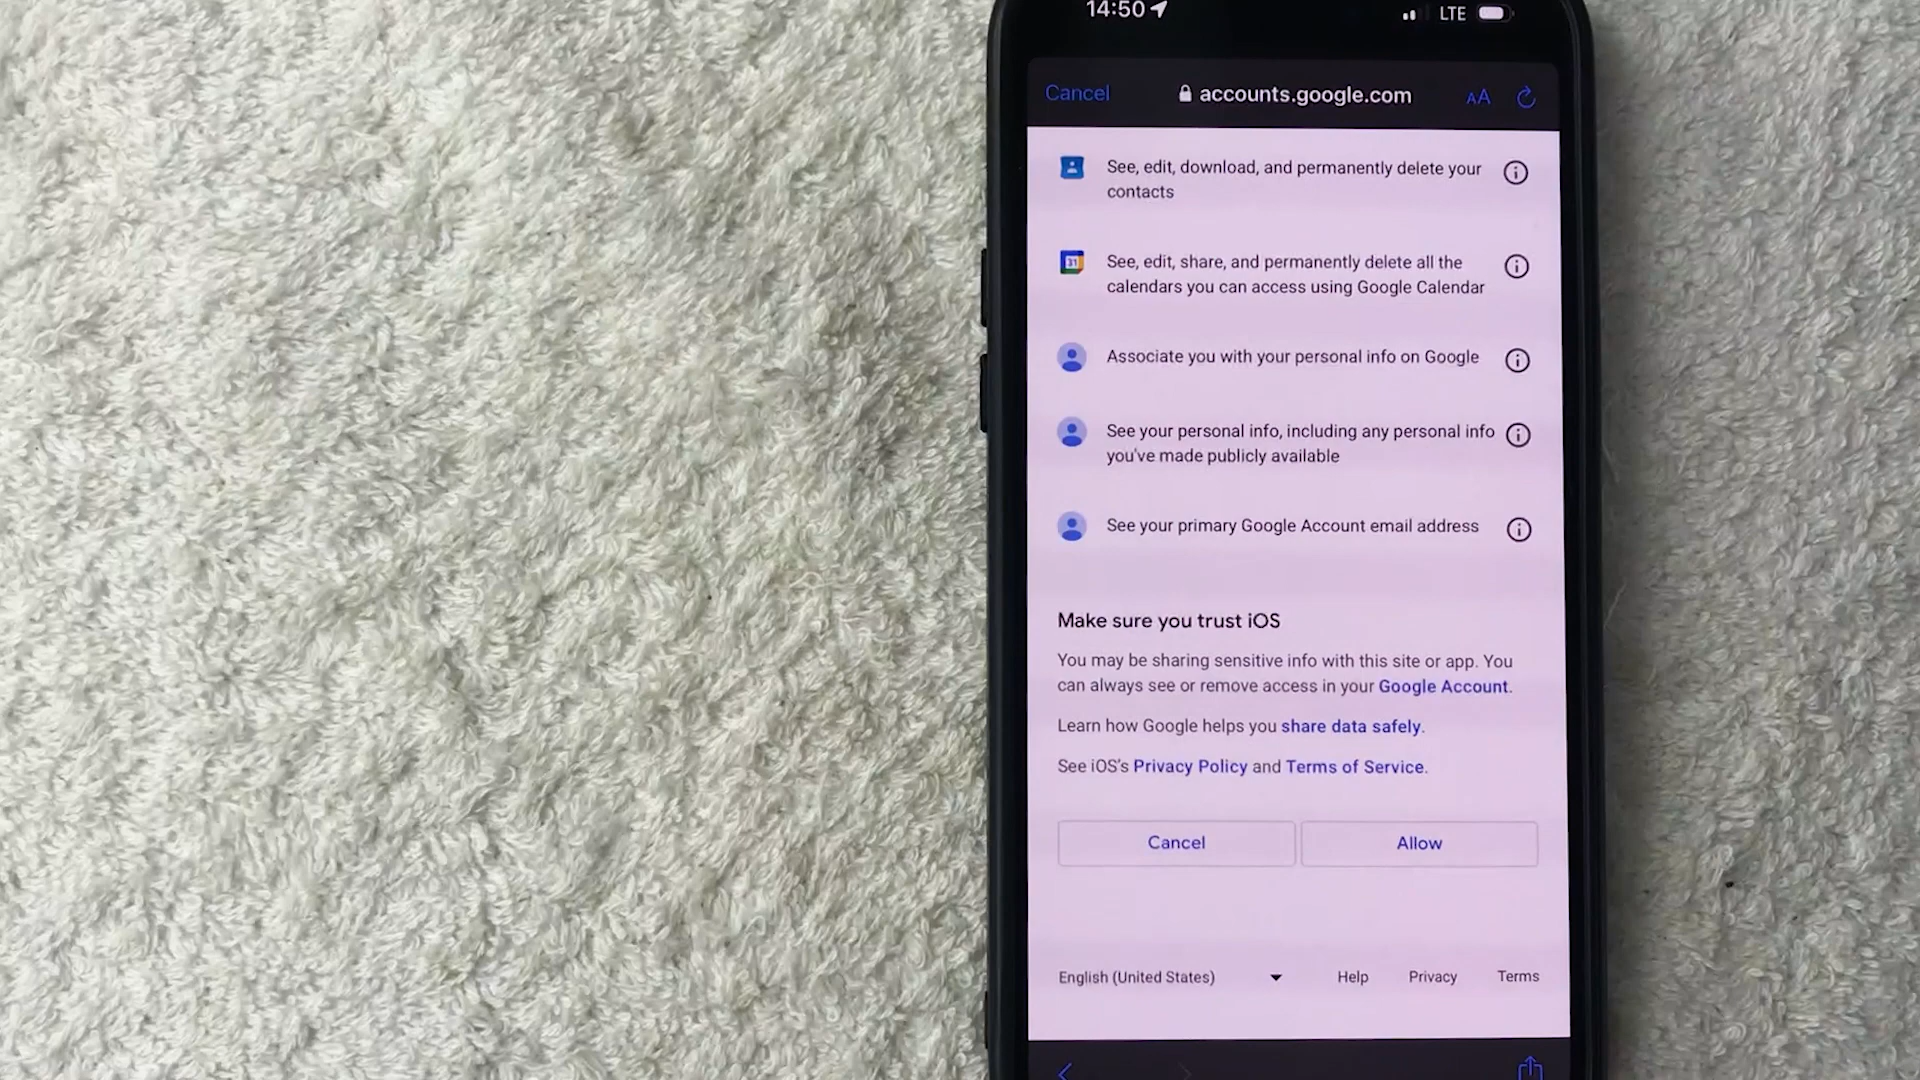 14:50
LTE
Cancel
accounts.google.com
AA
See, edit, download, and permanently delete your
contacts
31
See, edit, share, and permanently delete all the
calendars you can access using Google Calendar
Associate you with your personal info on Google
See your personal info, including any personal info
you've made publicly available
See your primary Google Account email address
Make sure you trust iOS
You may be sharing sensitive info with this site or app. You
can always see or remove access in your Google Account.
Learn how Google helps you share data safely.
See iOS's Privacy Policy and Terms of Service.
Cancel
Allow
English (United States)
Help
Privacy
Terms